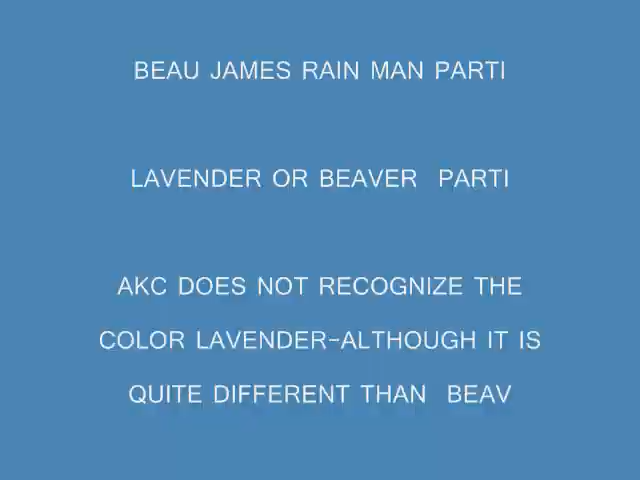 BEAU JAMES RAIN MAN PARTI
LAVENDER OR BEAVER PARTI
AKC DOES NOT RECOGNIZE THE
COLOR LAVENDER-ALTHOUGH IT IS
QUITE DIFFERENT THAN BEAV